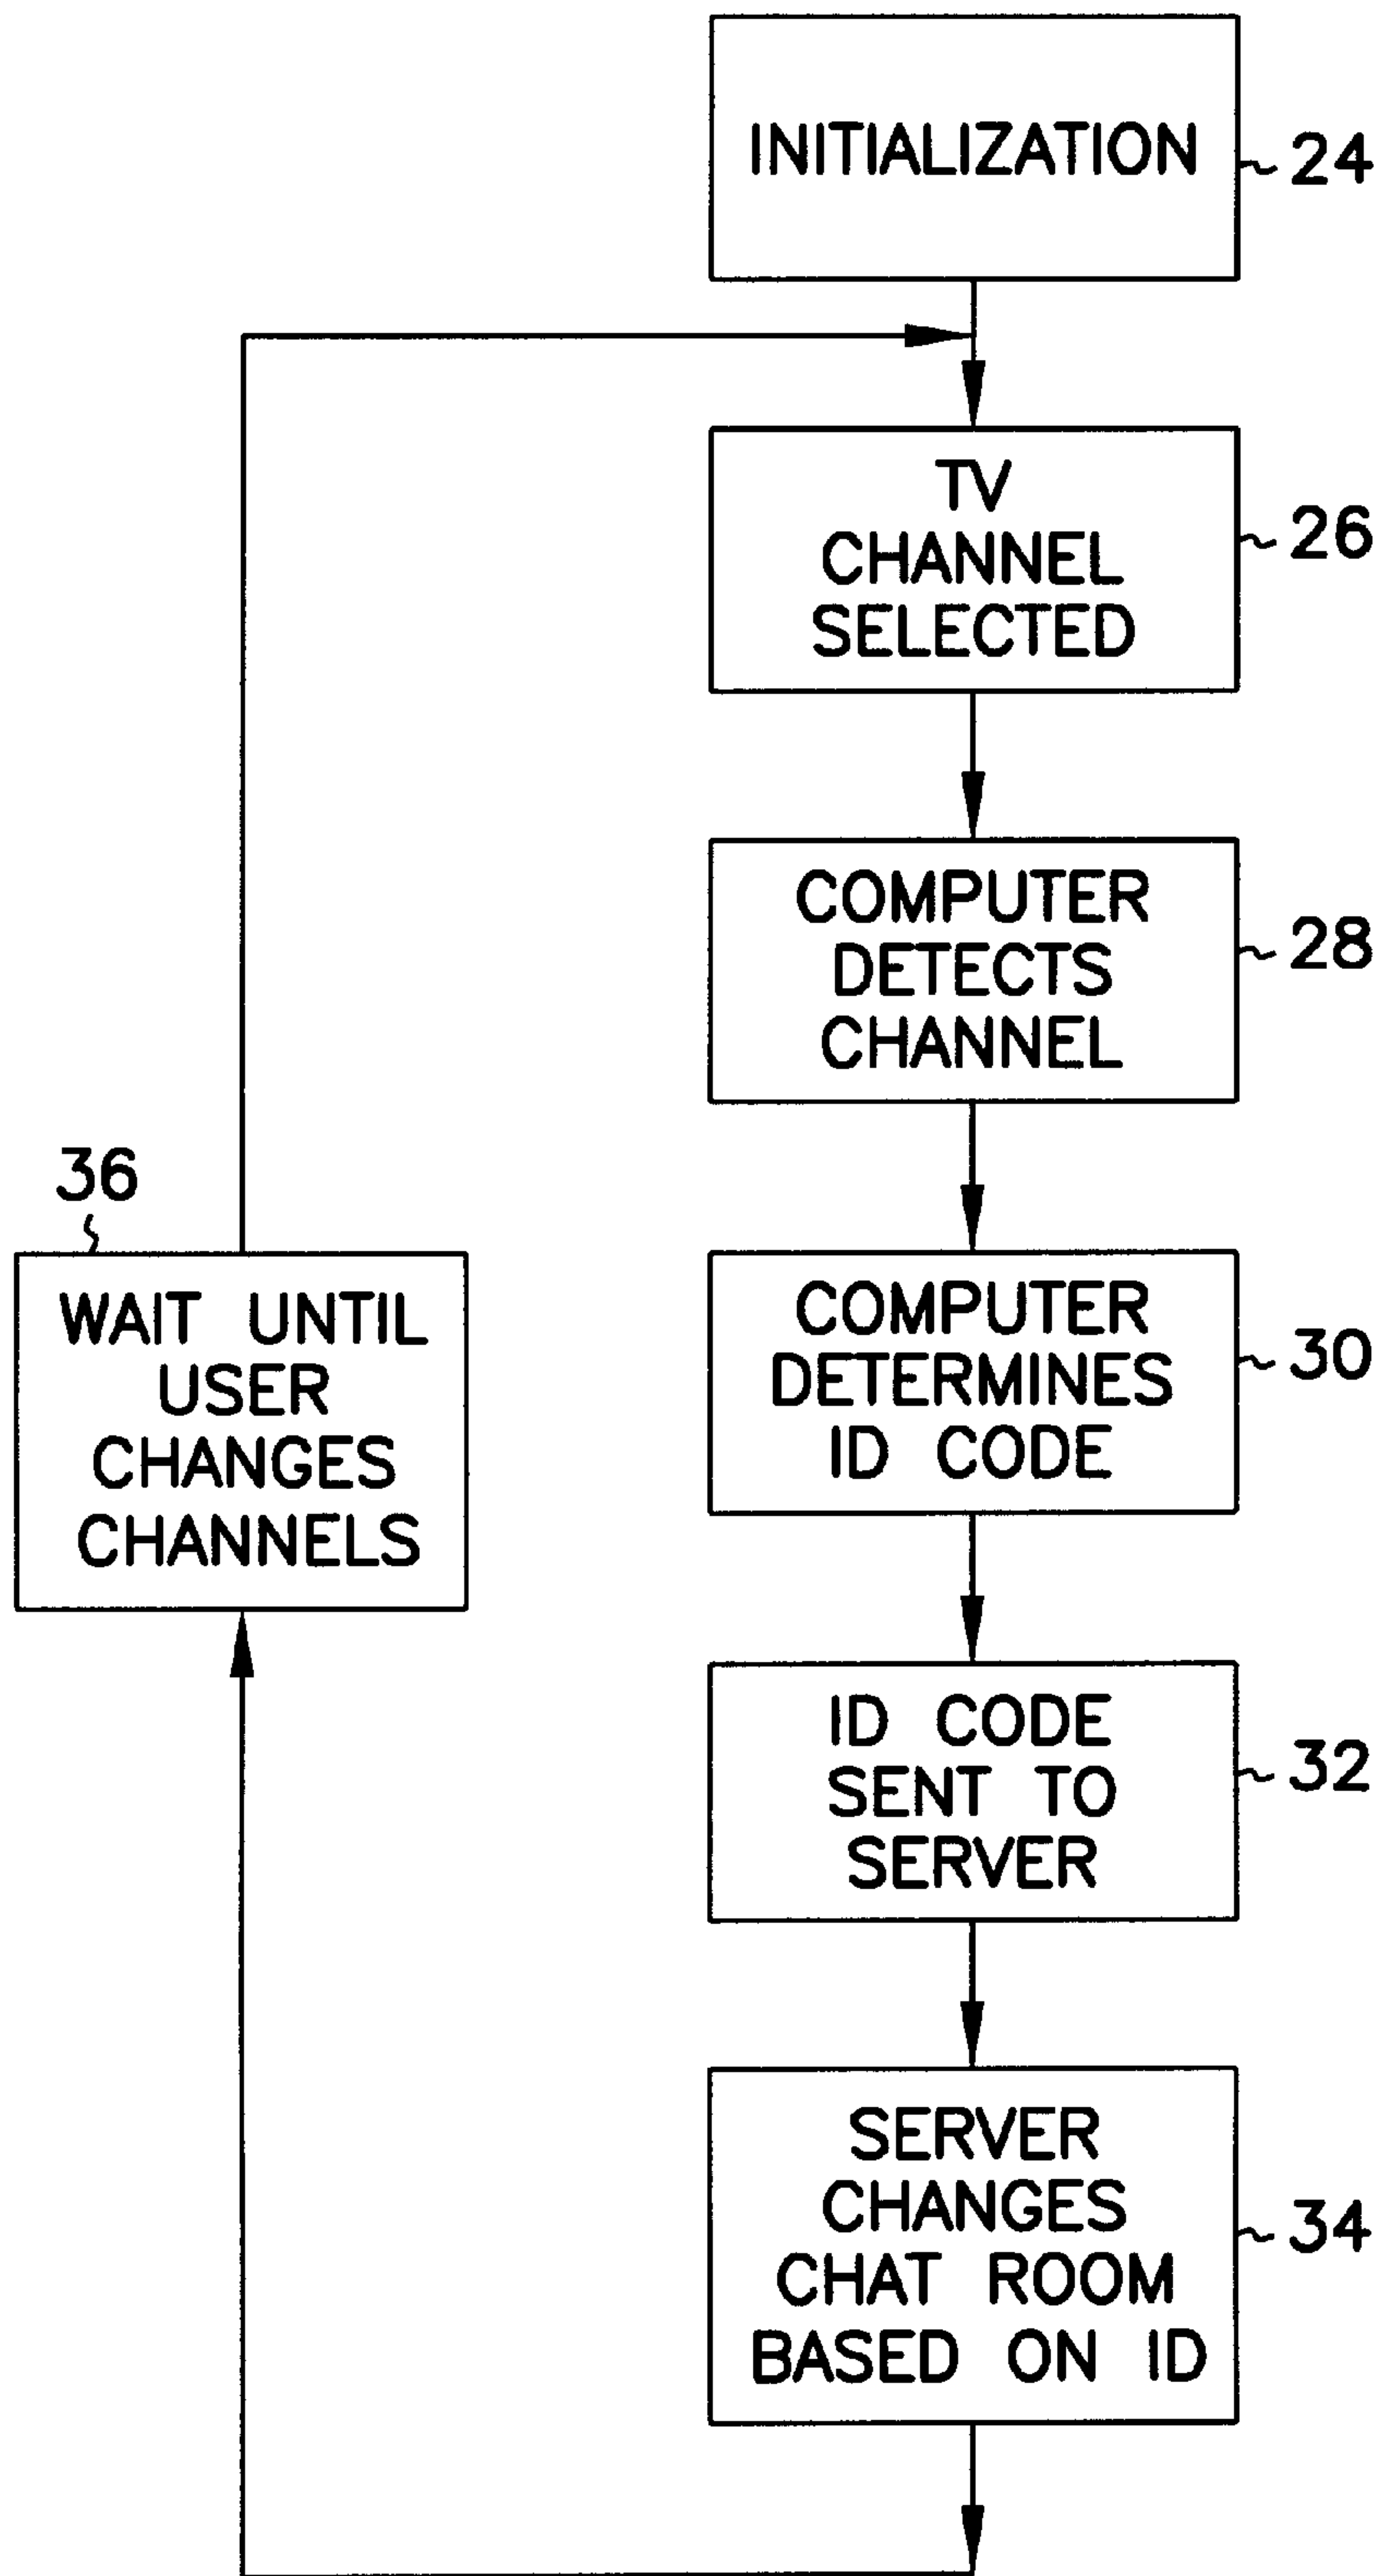 INITIALIZATION
24
TV
CHANNEL
SELECTED
26
COMPUTER
DETECTS
CHANNEL
28
COMPUTER
DETERMINES
ID CODE
30
ID CODE
SENT TO
SERVER
32
SERVER
CHANGES
CHAT ROOM
BASED ON ID
34
36
WAIT UNTIL
USER
CHANGES
CHANNELS